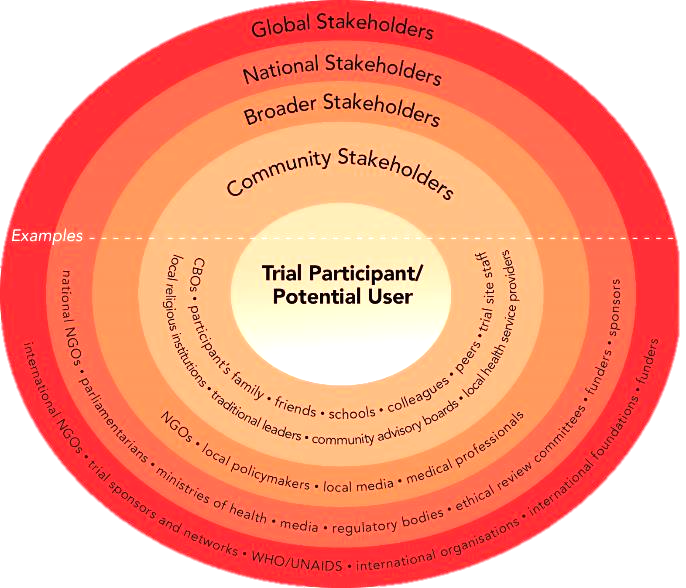 Global Stakeholders
National Stakeholders
Broader Stakeholders
Community Stakeholders
Examples
Trial Participant/
Potential User
CBOs • participant's family • friends • schools • colleagues • peers • trial site staff
local religious institutions • traditional leaders • community advisory boards • local health service providers
NGOs • local policymakers • local media • medical professionals
national NGOs • parliamentarians • ministries of health • media • regulatory bodies • ethical review committees • funders • sponsors
international NGOs • trial sponsors and networks • WHO/UNAIDS • international organisations • international foundations • funders